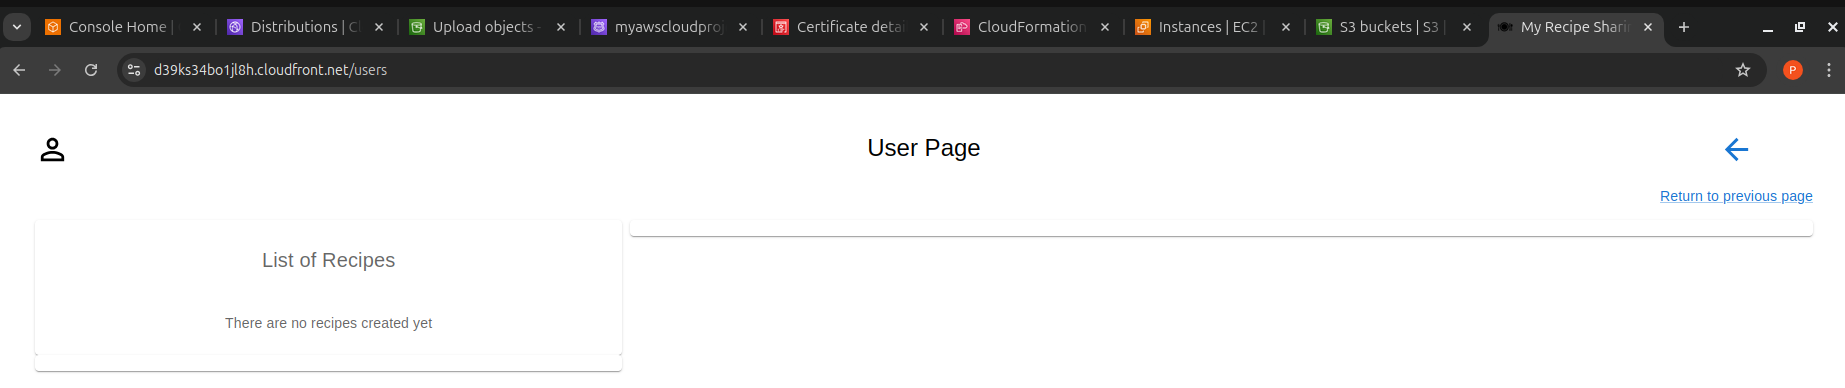 Console Home |
Distributions | Cl
Upload objects -
myawscloudproj
Certificate detai
CloudFormation
Instances | EC2 |
S3 buckets | S3 |
My Recipe Sharin
d39ks34bo1jl8h.cloudfront.net/users
P
User Page
Return to previous page
List of Recipes
There are no recipes created yet